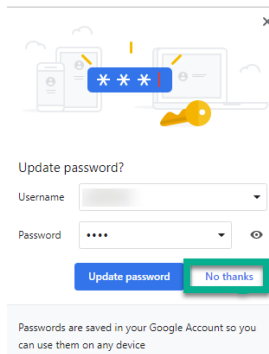 ***
Update password?
Username
Password ••••
Update password No thanks
Passwords are saved in your Google Account so you
can use them on any device